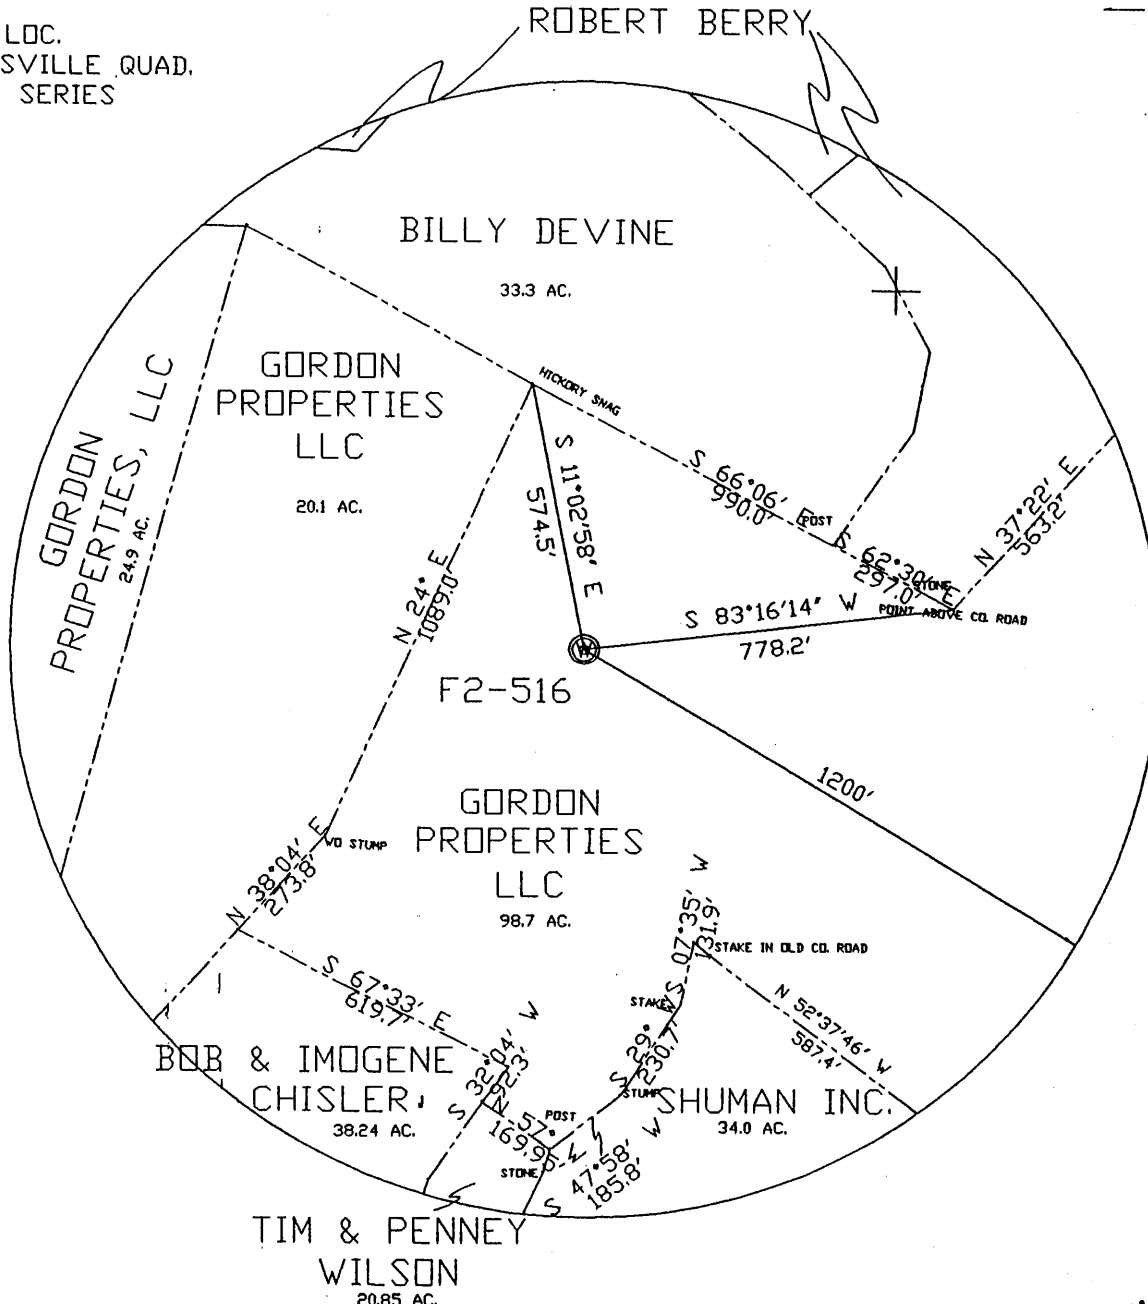 LOC.
SVILLE QUAD.
SERIES
ROBERT BERRY
BILLY DEVINE
33.3 AC.
GORDON
PROPERTIES, LLC
24.9 AC.
GORDON
PROPERTIES
LLC
20.1 AC.
HICKORY SNAG
S 11°02'58" E
574.5'
S 66°06' E
990.0'
POST
S 62°30' E
297.0'
STONE
POINT ABOVE CO. ROAD
N 37°22' E
563.2'
S 83°16'14" W
778.2'
N 24° E
1089.0'
W
F2-516
1200'
GORDON
PROPERTIES
LLC
98.7 AC.
WO STUMP
N 38°04' E
273.8'
S 67°33' E
619.7'
S 07°35' W
131.9'
STAKE IN OLD CO. ROAD
STAKE
N 52°37'46" W
587.4'
S 29° W
230.7'
STUMP
BOB & IMOGENE
CHISLER
38.24 AC.
S 32°04' W
92.3'
N 57° W
169.95'
POST
STONE
S 47°58' W
185.8'
SHUMAN INC.
34.0 AC.
TIM & PENNEY
WILSON
20.85 AC.